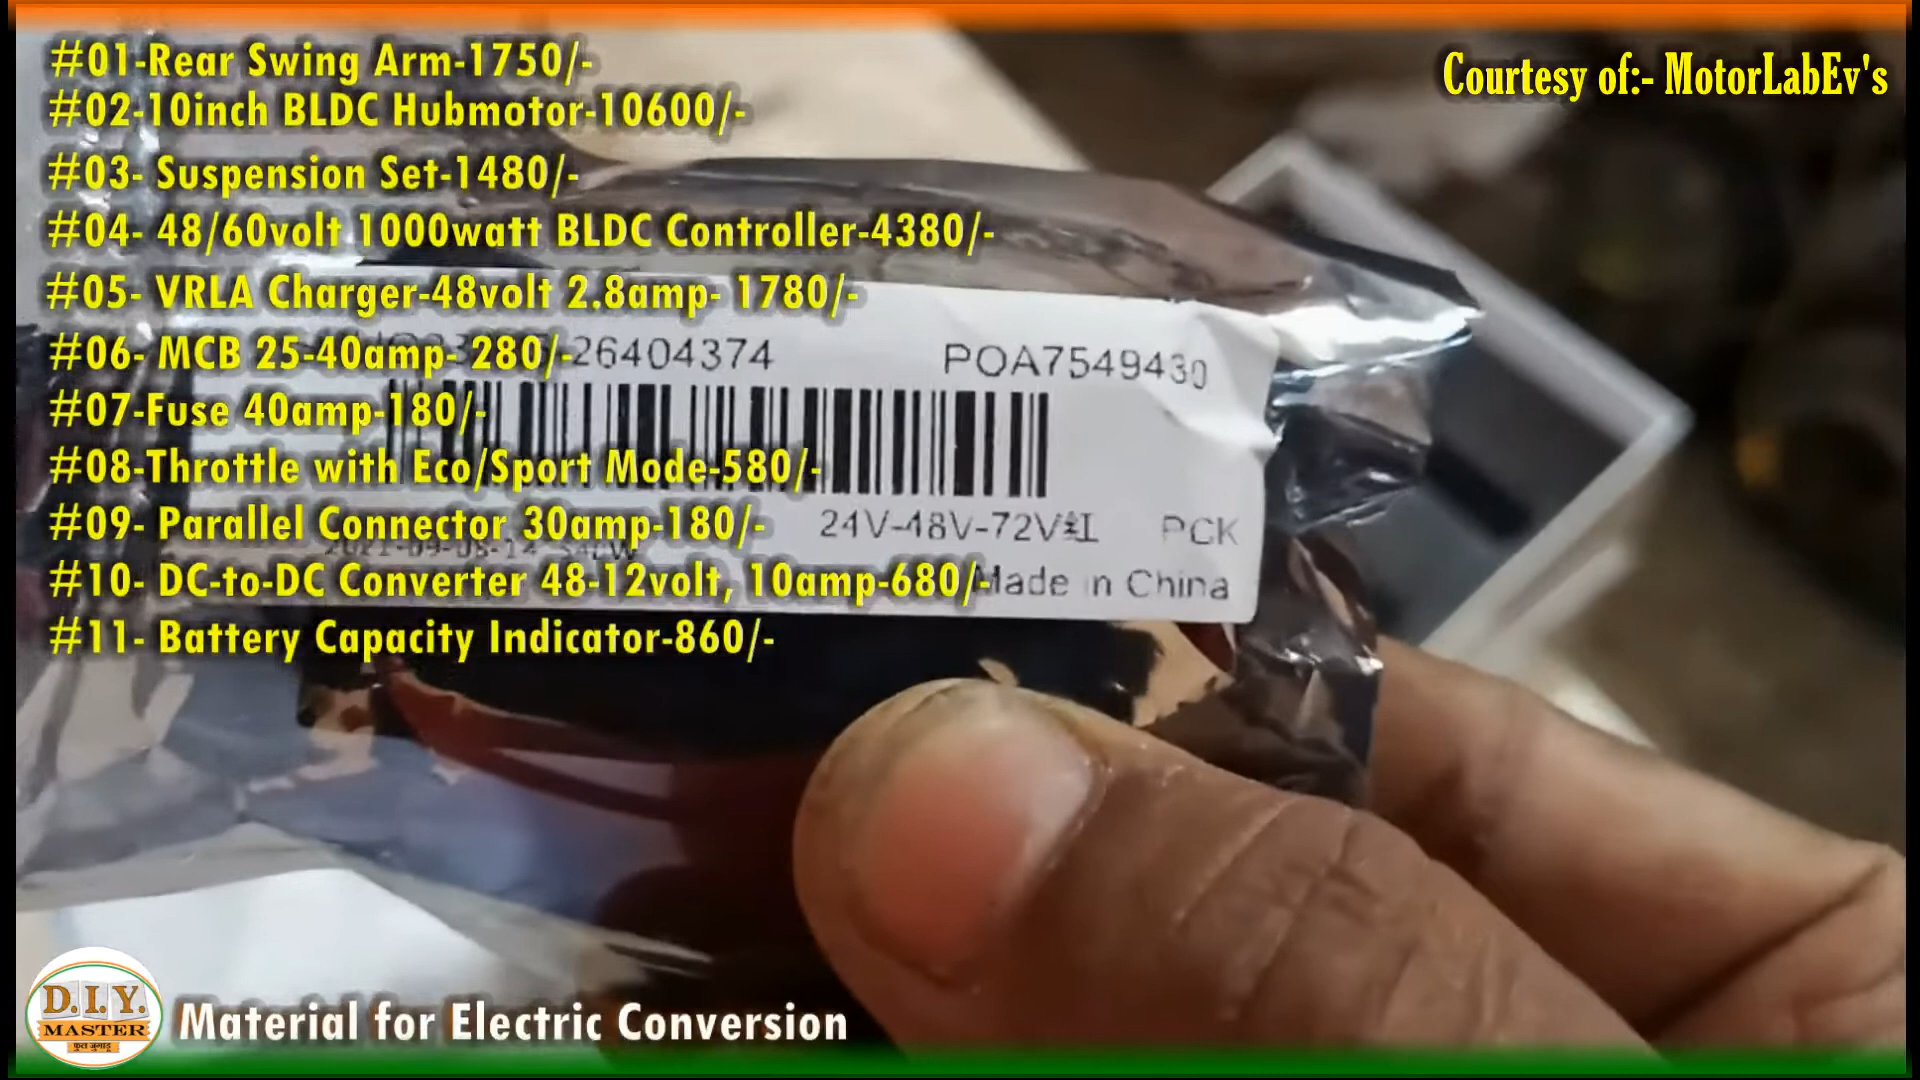 #01-Rear Swing Arm-1750/-
Courtesy of:- MotorLabEv's
#02-10inch BLDC Hubmotor-10600/-
#03- Suspension Set-1480/-
#04- 48/60volt 1000watt BLDC Controller-4380/-
#05- VRLA Charger-48volt 2.8amp- 1780/-
#06- MCB 25-40amp- 280/-
-26404374
POA7549430
#07-Fuse 40amp-180/-
#08-Throttle with Eco/Sport Mode-580/-
#09- Parallel Connector 30amp-180/-
24V-48V-72V红 PCK
#10- DC-to-DC Converter 48-12volt, 10amp-680/-
Made in China
#11- Battery Capacity Indicator-860/-
D.I.Y.
MASTER
फुल जुगाड़
Material for Electric Conversion